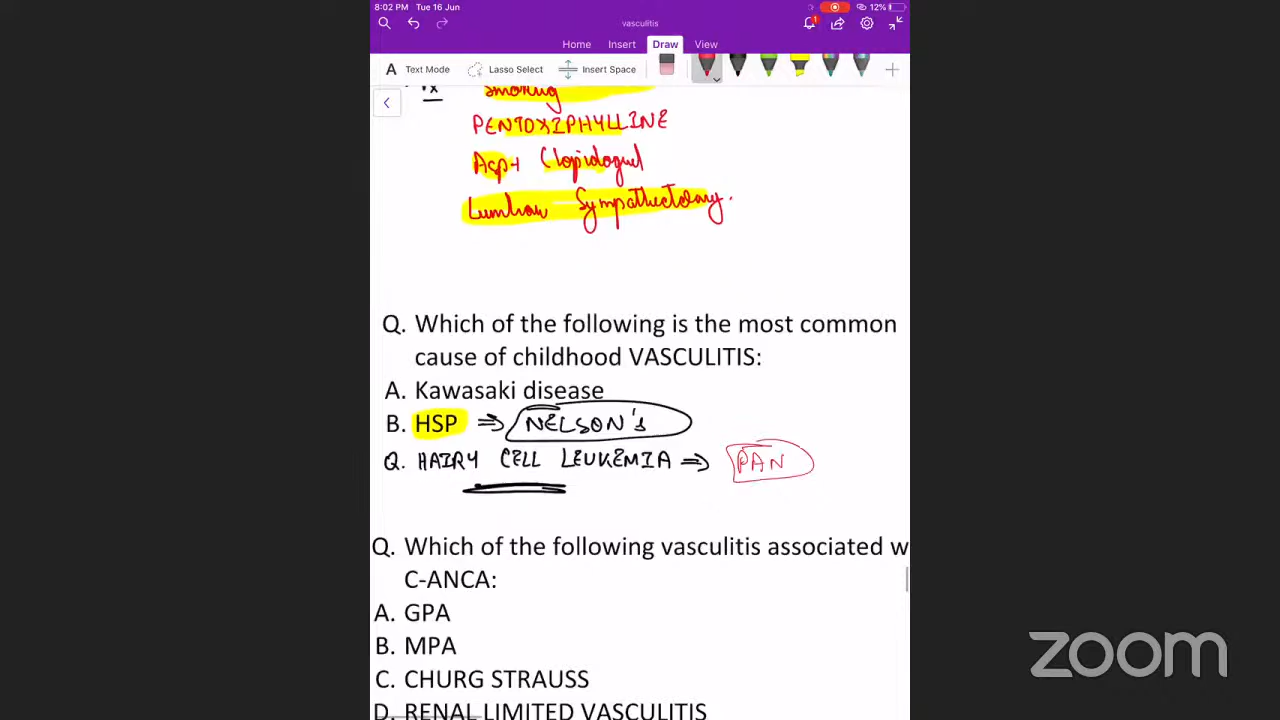 8:02 PM Tue 16 Jun
12%
vasculitis
Home Insert Draw View
A Text Mode Lasso Select Insert Space
Smoking
PENTOXIPHYLLINE
Asp+ Clopidogrel
Lumbar Sympathectomy.
Q. Which of the following is the most common
cause of childhood VASCULITIS:
A. Kawasaki disease
B. HSP ⇒ NELSON's
Q. HAIRY CELL LEUKEMIA ⇒ PAN
Q. Which of the following vasculitis associated w
C-ANCA:
A. GPA
B. MPA
C. CHURG STRAUSS
D. RENAL LIMITED VASCULITIS
zoom